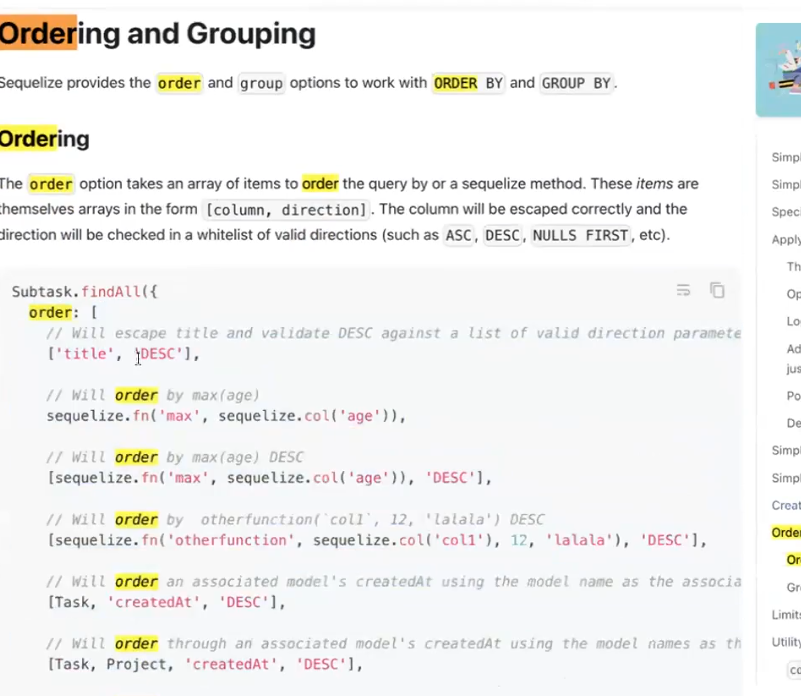 Ordering and Grouping
Sequelize provides the order and group options to work with ORDER BY and GROUP BY.
Ordering
The order option takes an array of items to order the query by or a sequelize method. These items are
themselves arrays in the form [column, direction]. The column will be escaped correctly and the
direction will be checked in a whitelist of valid directions (such as ASC, DESC, NULLS FIRST, etc).
Subtask.findAll({
order: [
// Will escape title and validate DESC against a list of valid direction paramete
['title', 'DESC'],
// Will order by max(age)
sequelize.fn('max', sequelize.col('age')),
// Will order by max(age) DESC
[sequelize.fn('max', sequelize.col('age')), 'DESC'],
// Will order by  otherfunction(`col1`, 12, 'lalala') DESC
[sequelize.fn('otherfunction', sequelize.col('col1'), 12, 'lalala'), 'DESC'],
// Will order an associated model's createdAt using the model name as the associa
[Task, 'createdAt', 'DESC'],
// Will order through an associated model's createdAt using the model names as th
[Task, Project, 'createdAt', 'DESC'],
Simpl
Simpl
Speci
Apply
Th
Op
Lo
Ad
jus
Po
De
Simpl
Simpl
Creat
Order
Or
Gr
Limits
Utility
co